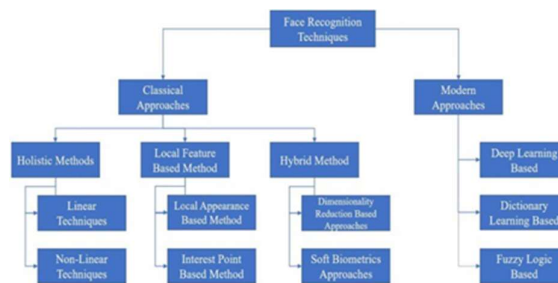 Face Recognition
Techniques
Classical
Approaches
Modern
Approaches
Holistic Methods
Local Feature
Based Method
Hybrid Method
Deep Learning
Based
Linear
Techniques
Local Appearance
Based Method
Dimensionality
Reduction Based
Approaches
Dictionary
Learning Based
Non-Linear
Techniques
Interest Point
Based Method
Soft Biometrics
Approaches
Fuzzy Logic
Based